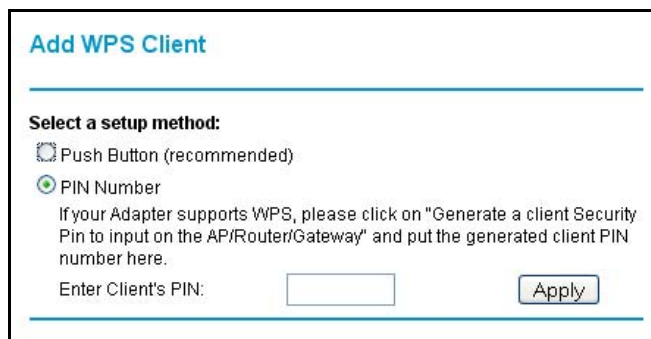 Add WPS Client
Select a setup method:
Push Button (recommended)
PIN Number
If your Adapter supports WPS, please click on "Generate a client Security
Pin to input on the AP/Router/Gateway" and put the generated client PIN
number here.
Enter Client's PIN:
Apply